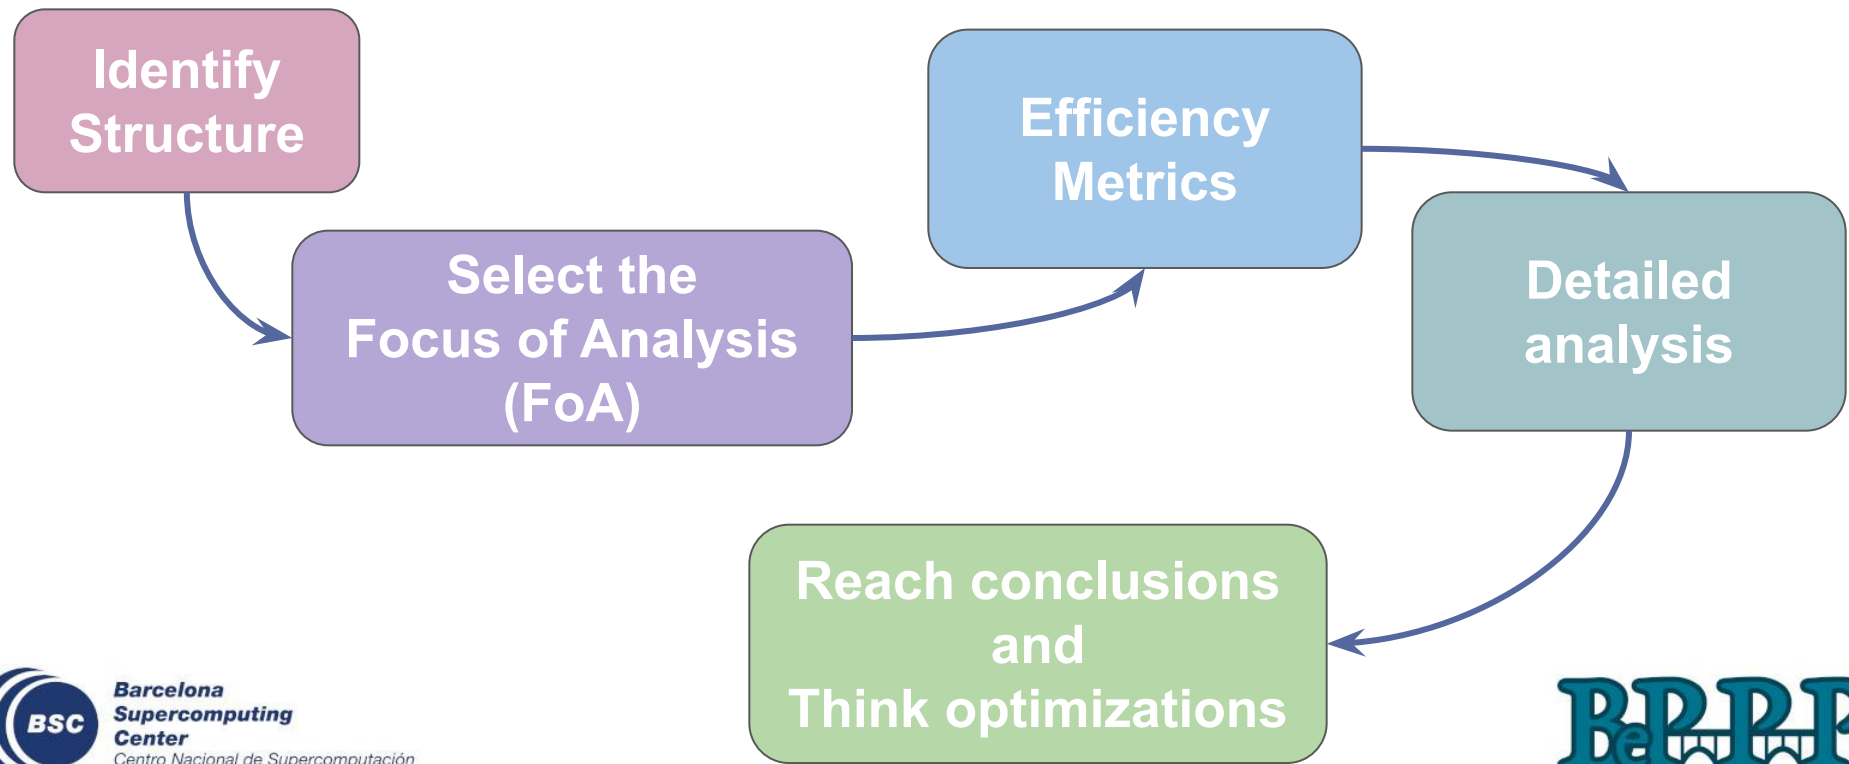 Identify
Structure
Select the
Focus of Analysis
(FoA)
Efficiency
Metrics
Detailed
analysis
Reach conclusions
and
Think optimizations
BSC
Barcelona
Supercomputing
Center
Centro Nacional de Supercomputación
BePPP